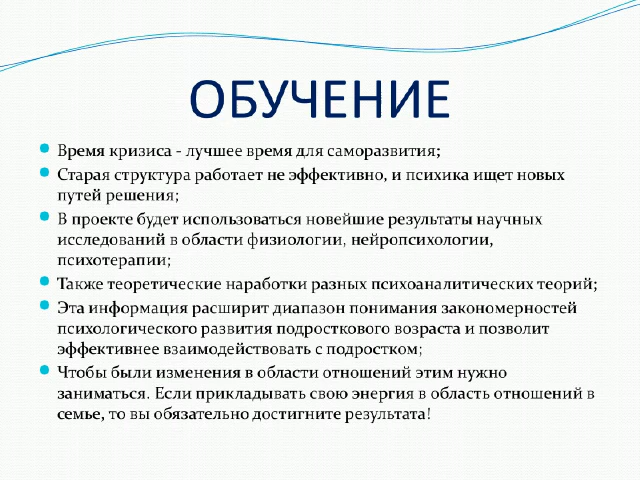 ОБУЧЕНИЕ
Время кризиса - лучшее время для саморазвития;
Старая структура работает не эффективно, и психика ищет новых
путей решения;
В проекте будет использоваться новейшие результаты научных
исследований в области физиологии, нейропсихологии,
психотерапии;
Также теоретические наработки разных психоаналитических теорий;
Эта информация расширит диапазон понимания закономерностей
психологического развития подросткового возраста и позволит
эффективнее взаимодействовать с подростком;
Чтобы были изменения в области отношений этим нужно
заниматься. Если прикладывать свою энергия в область отношений в
семье, то вы обязательно достигните результата!